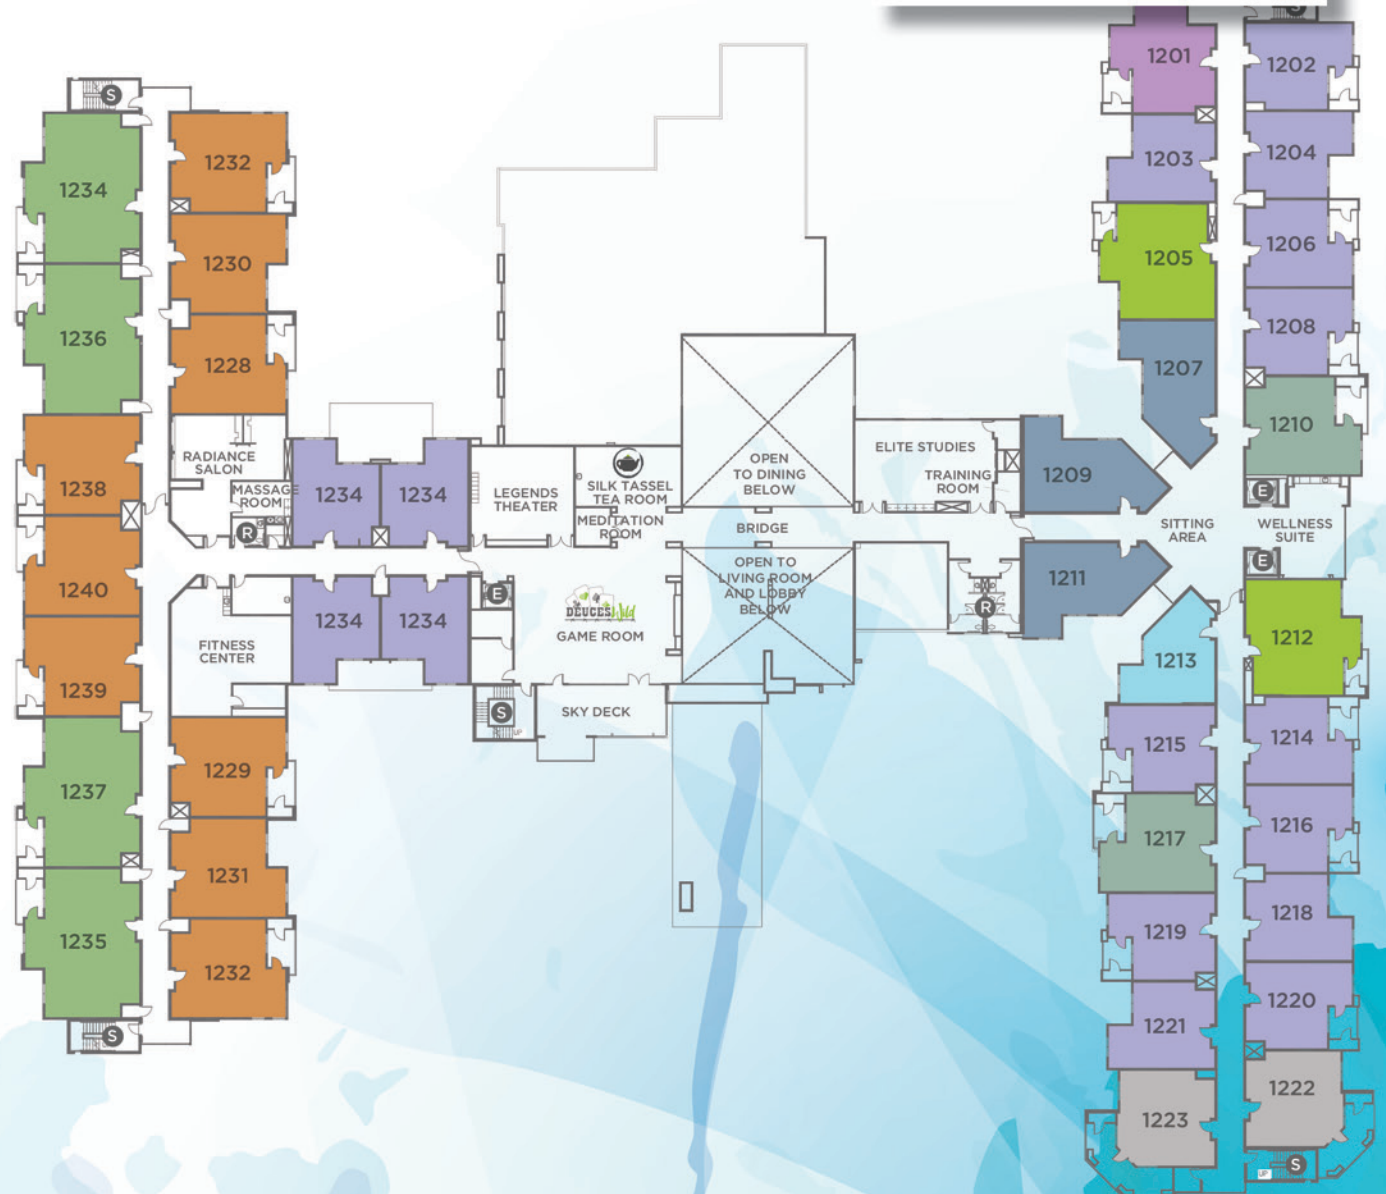 S
1201
1202
S
1232
1234
1203
1204
1230
1205
1206
1236
1228
1207
1208
1210
RADIANCE
SALON
MASSAGE
ROOM
R
1238
1234
1234
LEGENDS
THEATER
SILK TASSEL
TEA ROOM
MEDITATION
ROOM
OPEN
TO DINING
BELOW
BRIDGE
ELITE STUDIES
TRAINING
ROOM
1209
SITTING
AREA
E
WELLNESS
SUITE
E
1240
FITNESS
CENTER
1234
1234
E
DEUCES Wild
GAME ROOM
OPEN TO
LIVING ROOM
AND LOBBY
BELOW
R
1211
1212
1213
1239
S
UP
SKY DECK
1215
1214
1237
1229
1217
1216
1231
1235
1219
1218
1232
1221
1220
S
1223
1222
S
UP